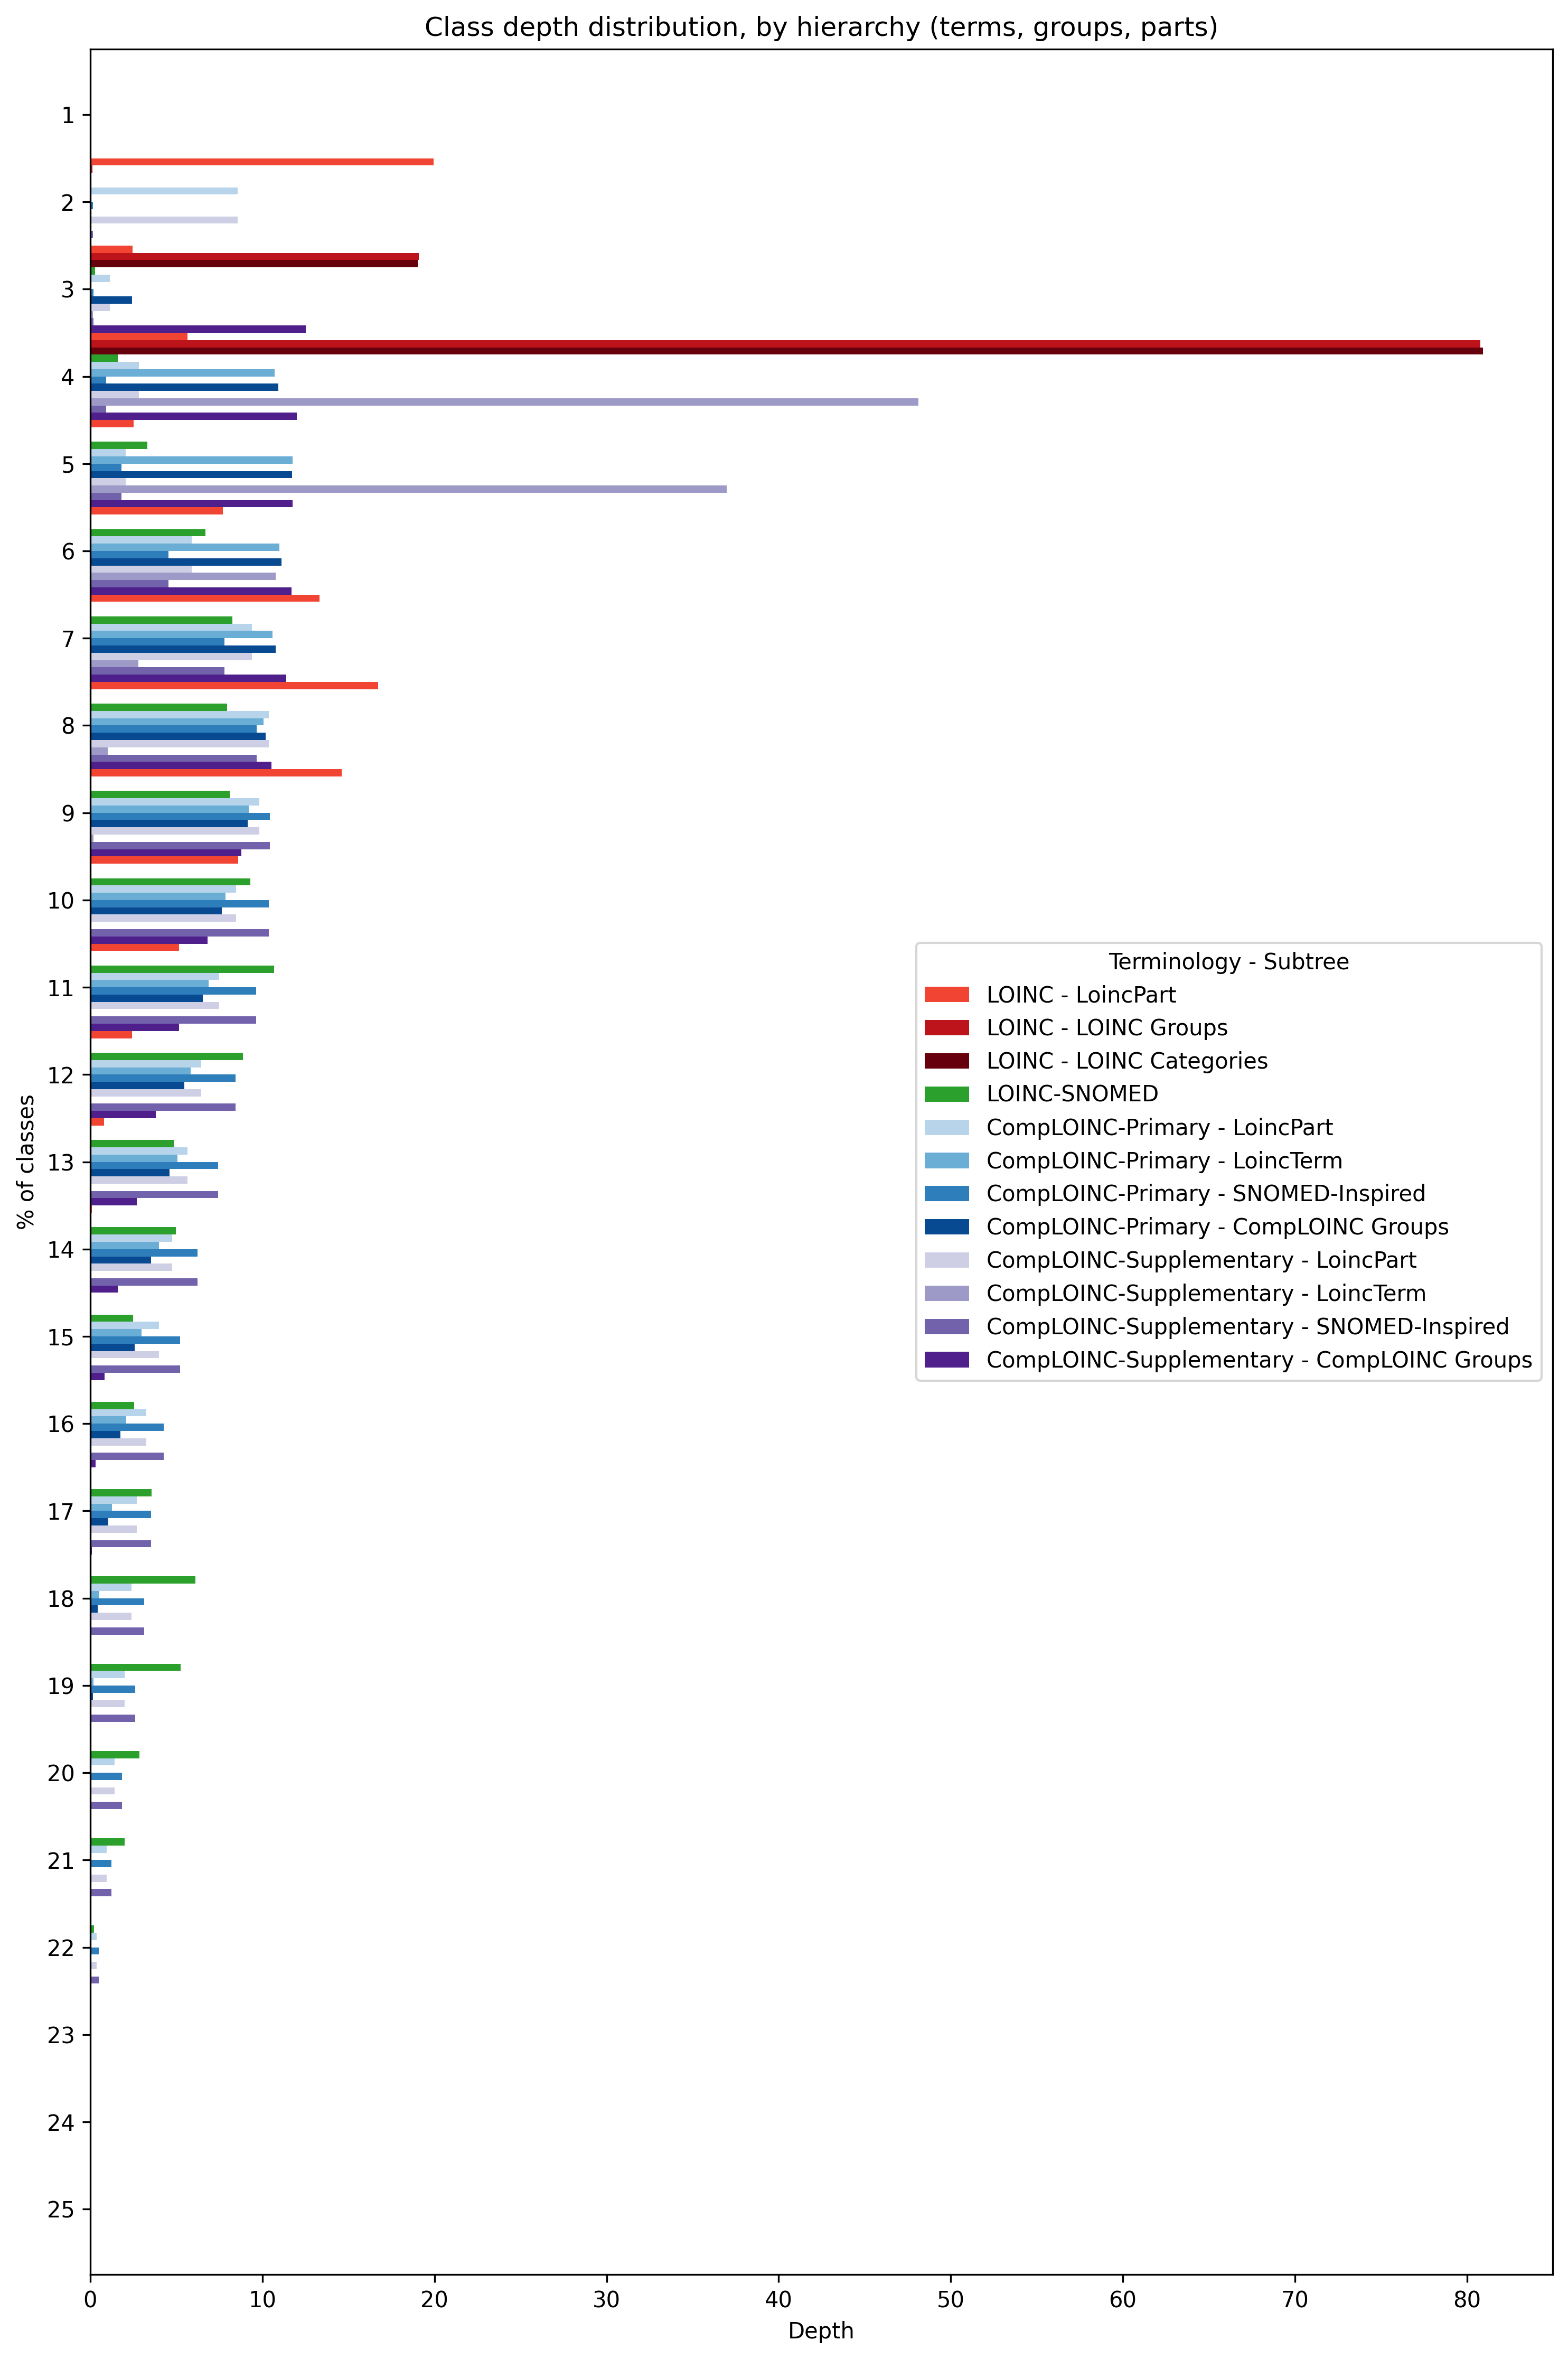 Class depth distribution, by hierarchy (terms, groups, parts)
% of classes
1
2
3
4
5
6
7
8
9
10
11
12
13
14
15
16
17
18
19
20
21
22
23
24
25
Terminology - Subtree
LOINC - LoincPart
LOINC - LOINC Groups
LOINC - LOINC Categories
LOINC-SNOMED
CompLOINC-Primary - LoincPart
CompLOINC-Primary - LoincTerm
CompLOINC-Primary - SNOMED-Inspired
CompLOINC-Primary - CompLOINC Groups
CompLOINC-Supplementary - LoincPart
CompLOINC-Supplementary - LoincTerm
CompLOINC-Supplementary - SNOMED-Inspired
CompLOINC-Supplementary - CompLOINC Groups
0 10 20 30 40 50 60 70 80
Depth